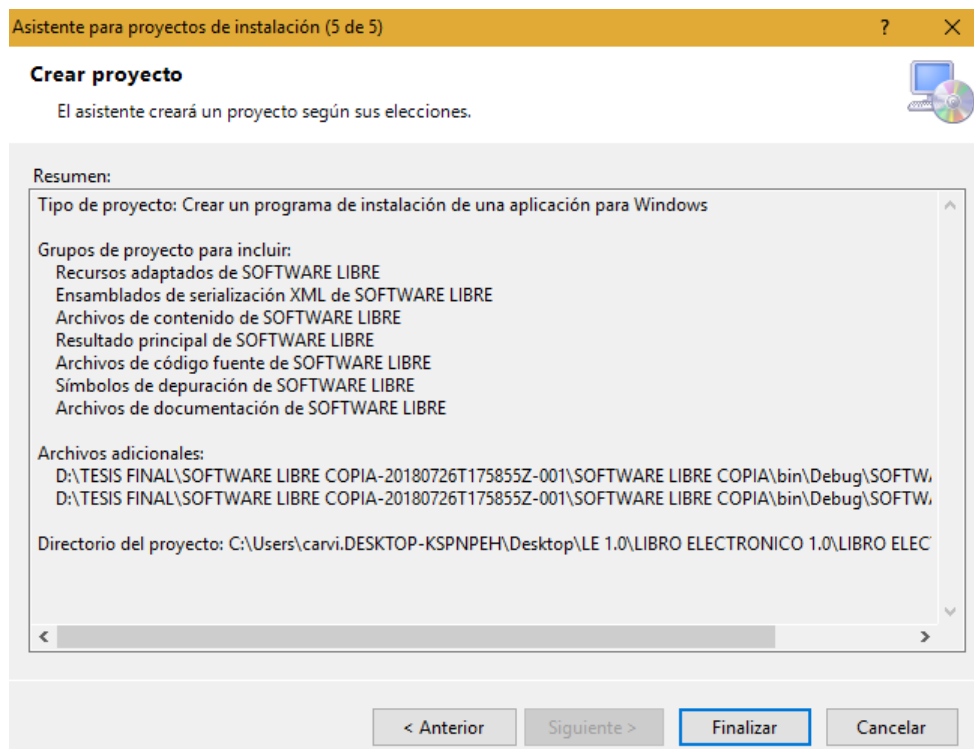 Asistente para proyectos de instalación (5 de 5)
Crear proyecto
El asistente creará un proyecto según sus elecciones.
Resumen:
Tipo de proyecto: Crear un programa de instalación de una aplicación para Windows
Grupos de proyecto para incluir:
Recursos adaptados de SOFTWARE LIBRE
Ensamblados de serialización XML de SOFTWARE LIBRE
Archivos de contenido de SOFTWARE LIBRE
Resultado principal de SOFTWARE LIBRE
Archivos de código fuente de SOFTWARE LIBRE
Símbolos de depuración de SOFTWARE LIBRE
Archivos de documentación de SOFTWARE LIBRE
Archivos adicionales:
D:\TESIS FINAL\SOFTWARE LIBRE COPIA-20180726T175855Z-001\SOFTWARE LIBRE COPIA\bin\Debug\SOFTW
D:\TESIS FINAL\SOFTWARE LIBRE COPIA-20180726T175855Z-001\SOFTWARE LIBRE COPIA\bin\Debug\SOFTW
Directorio del proyecto: C:\Users\carvi.DESKTOP-KSPNPEH\Desktop\LE 1.0\LIBRO ELECTRONICO 1.0\LIBRO ELEC
< Anterior
Siguiente >
Finalizar
Cancelar